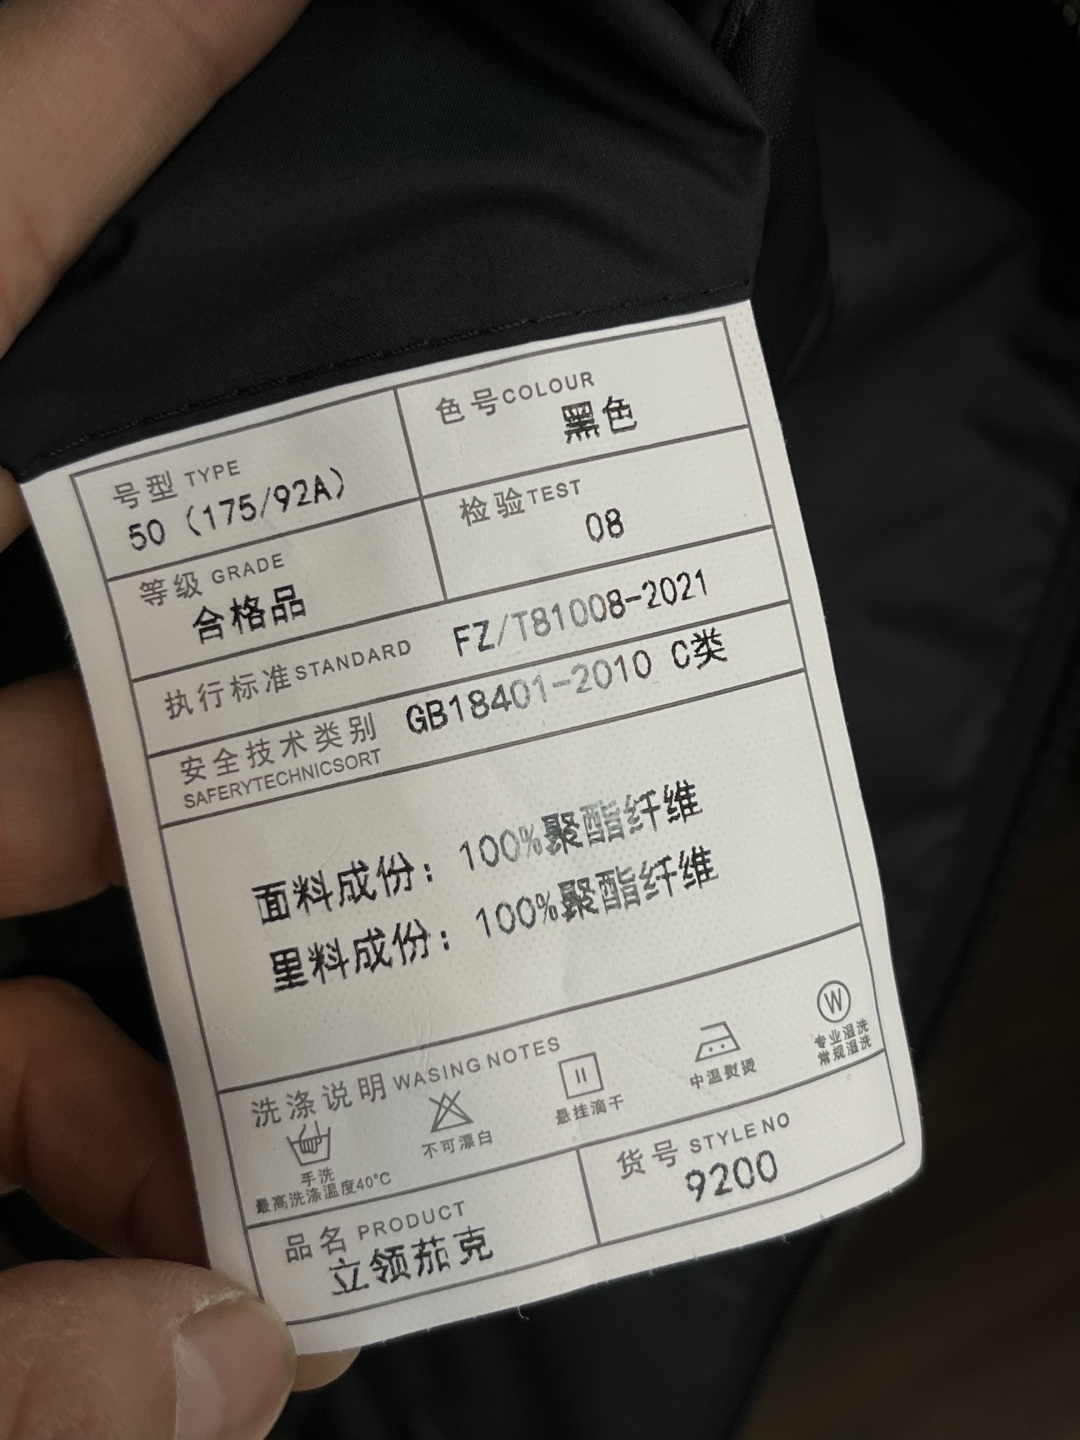 号型 TYPE
50（175/92A）
色号COLOUR
黑色
等级 GRADE
合格品
检验TEST
08
执行标准STANDARD FZ/T81008-2021
安全技术类别 GB18401-2010 C类
SAFERYTECHNICSORT
面料成份：100%聚酯纤维
里料成份：100%聚酯纤维
洗涤说明WASING NOTES
手洗
最高洗涤温度40℃
不可漂白
悬挂滴干
中温熨烫
W
专业湿洗
常规湿洗
品名 PRODUCT
立领茄克
货号 STYLE NO
9200